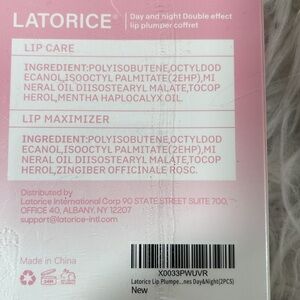 LATORICE®
Day and night Double effect
lip plumper coffret
LIP CARE
INGREDIENT:POLYISOBUTENE,OCTYLDOD
ECANOL,ISOOCTYL PALMITATE(2EHP),MI
NERAL OIL DIISOSTEARYL MALATE,TOCOP
HEROL,MENTHA HAPLOCALYX OIL.
LIP MAXIMIZER
INGREDIENT:POLYISOBUTENE,OCTYLDOD
ECANOL,ISOOCTYL PALMITATE(2EHP),MI
NERAL OIL DIISOSTEARYL MALATE,TOCOP
HEROL,ZINGIBER OFFICINALE ROSC.
Distributed by
Latorice International Corp 90 STATE STREET SUITE 700,
OFFICE 40, ALBANY, NY 12207
support@latorice-intl.com
Made in China
24M
X0033PWUVR
Latorice Lip Plumpe...nes Day&Night(2PCS)
New